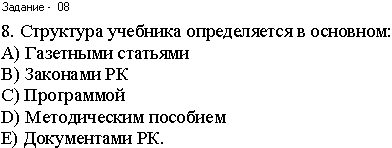 Задание - 08
8. Структура учебника определяется в основном:
A) Газетными статьями
B) Законами РК
C) Программой
D) Методическим пособием
E) Документами РК.